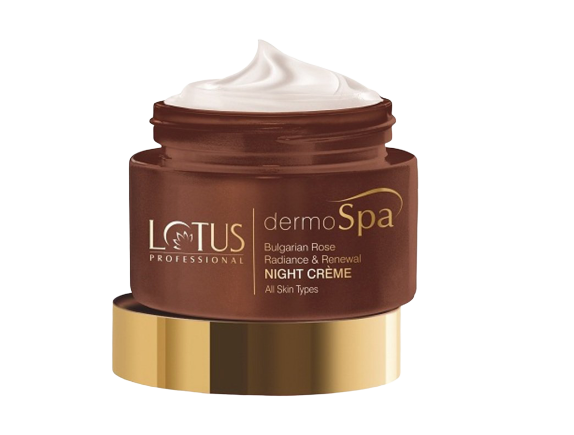 LOTUS
PROFESSIONAL
dermoSpa
Bulgarian Rose
Radiance & Renewal
NIGHT CRÈME
All Skin Types